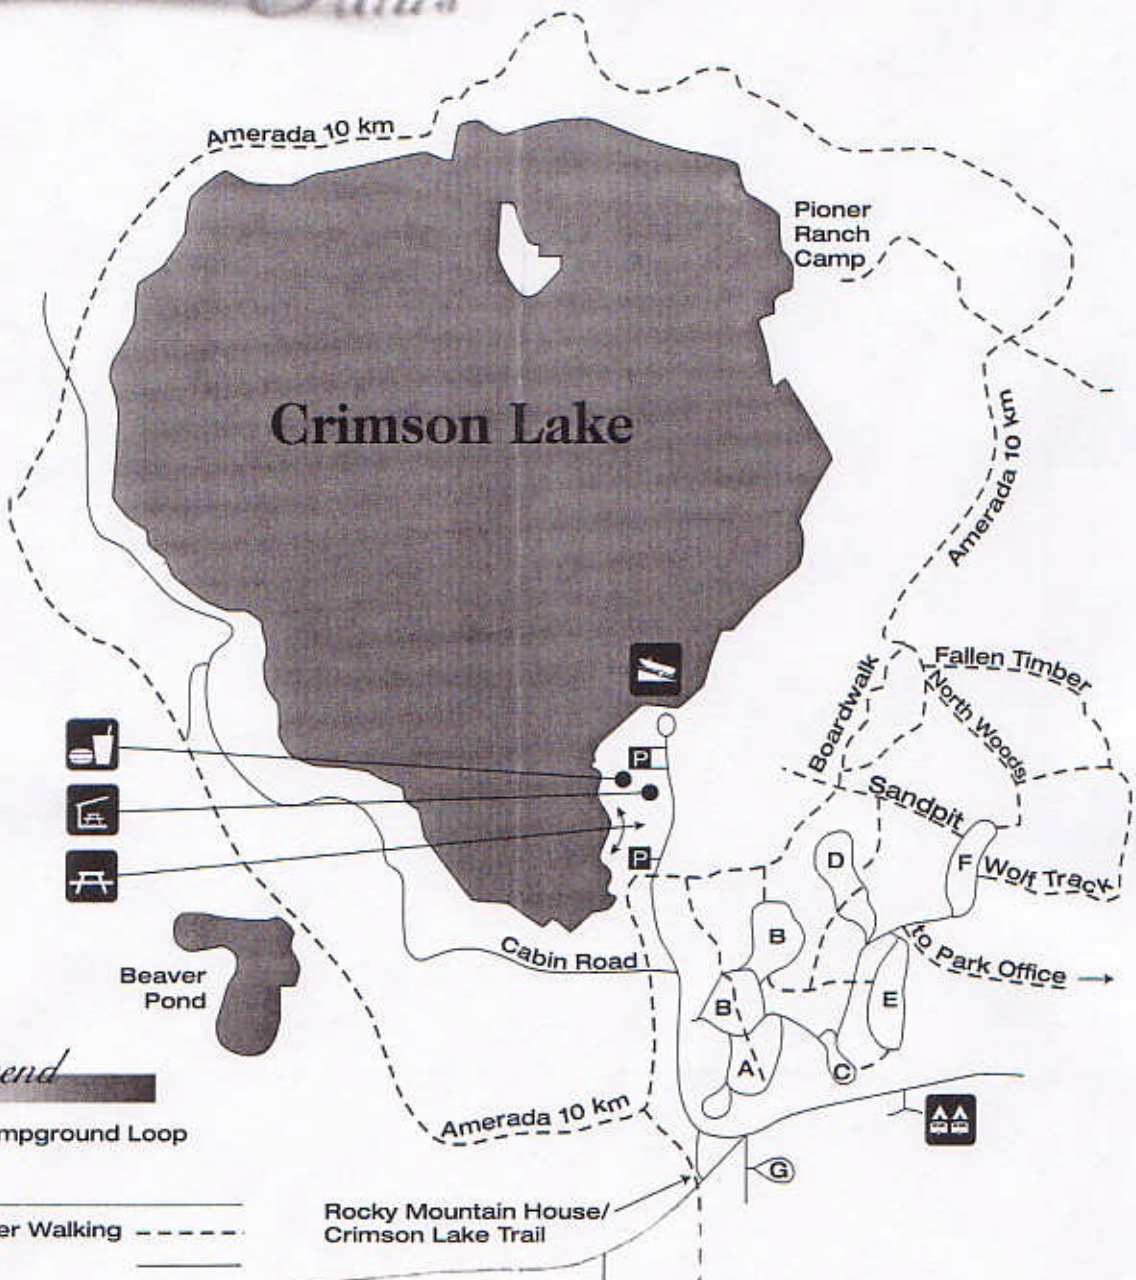 Amerada 10 km
Pioner
Ranch
Camp
Crimson Lake
Amerada 10 km
Fallen Timber
Boardwalk
North Woods
P
Sandpit
P
D
F
Wolf Track
B
to Park Office
Cabin Road
Beaver
Pond
B
E
A
C
end
mpground Loop
Amerada 10 km
G
Rocky Mountain House/
Crimson Lake Trail
er Walking